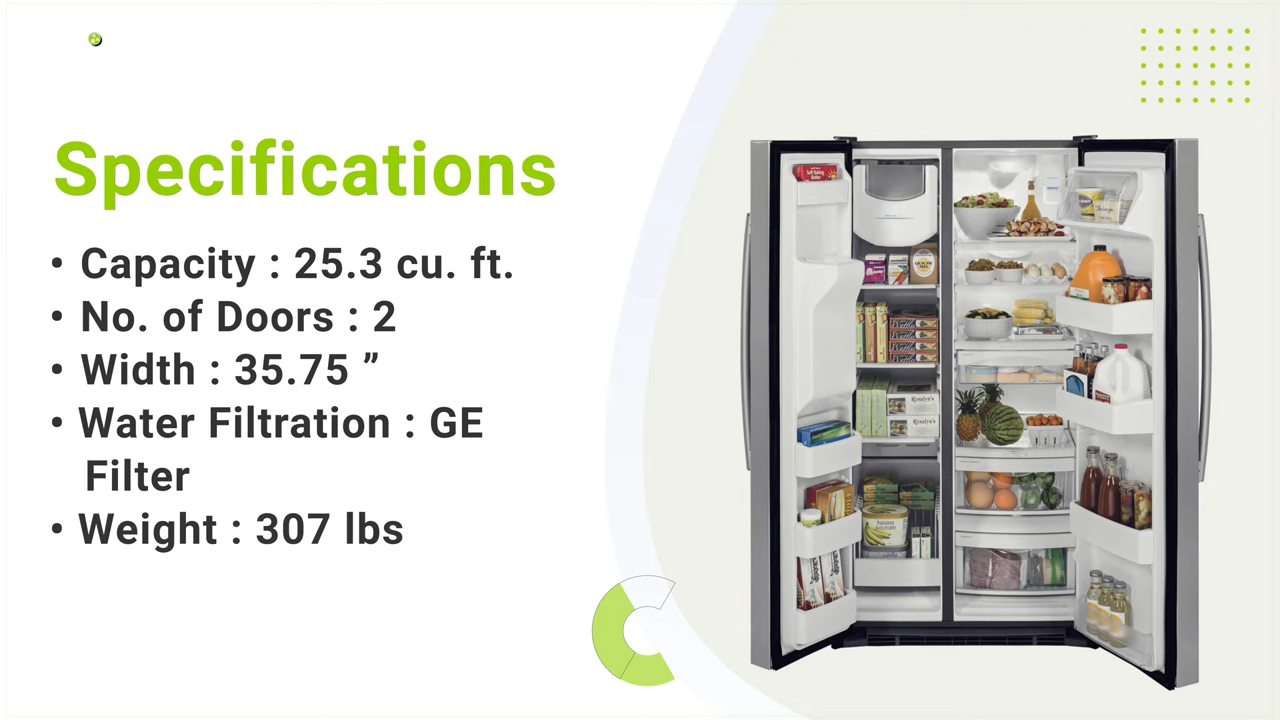 Specifications
• Capacity : 25.3 cu. ft.
• No. of Doors : 2
• Width : 35.75 ”
• Water Filtration : GE
Filter
• Weight : 307 lbs
banana